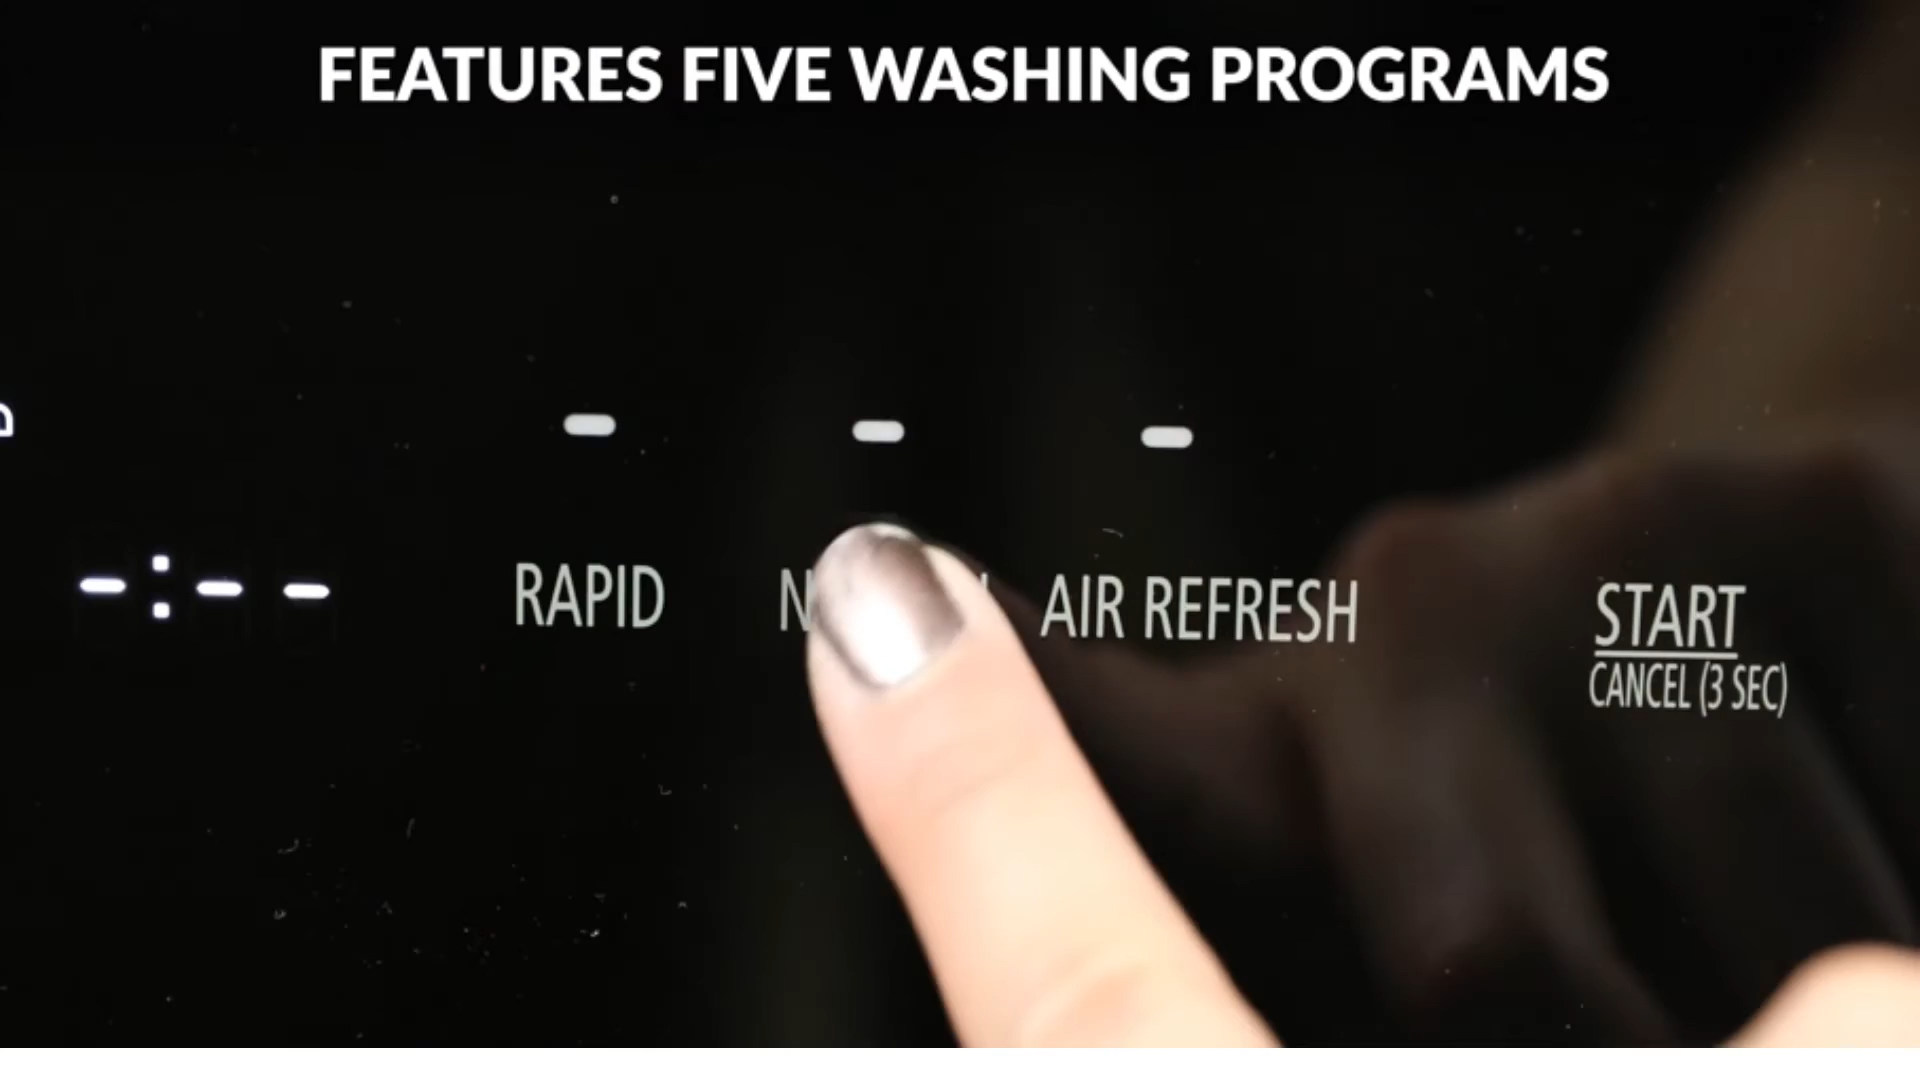 FEATURES FIVE WASHING PROGRAMS
RAPID
AIR REFRESH
START
CANCEL (3 SEC)